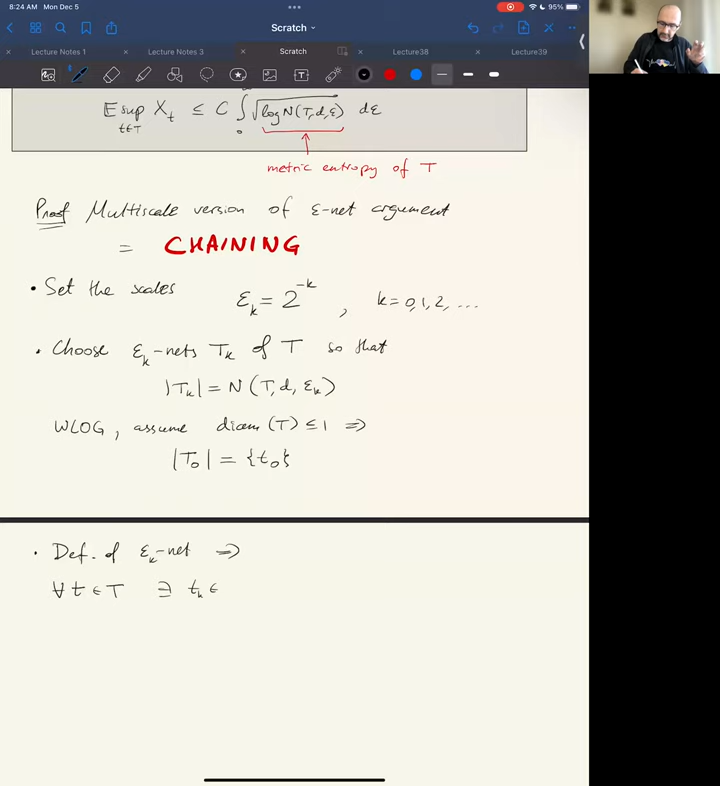 8:24 AM Mon Dec 5
95%
Scratch
Lecture Notes 1
Lecture Notes 3
Scratch
Lecture38
Lecture39
E sup X_t ≤ C ∫ √log N(T,d,ε) dε
t∈T
0
metric entropy of T
Proof Multiscale version of ε-net argument
= CHAINING
• Set the scales ε_k = 2^{-k}, k = 0,1,2,...
• Choose ε_k-nets T_k of T so that
|T_k| = N(T,d,ε_k)
WLOG, assume diam(T) ≤ 1 ⇒
|T_0| = {t_0}
• Def. of ε_k-net ⇒
∀ t ∈ T ∃ t_k ∈